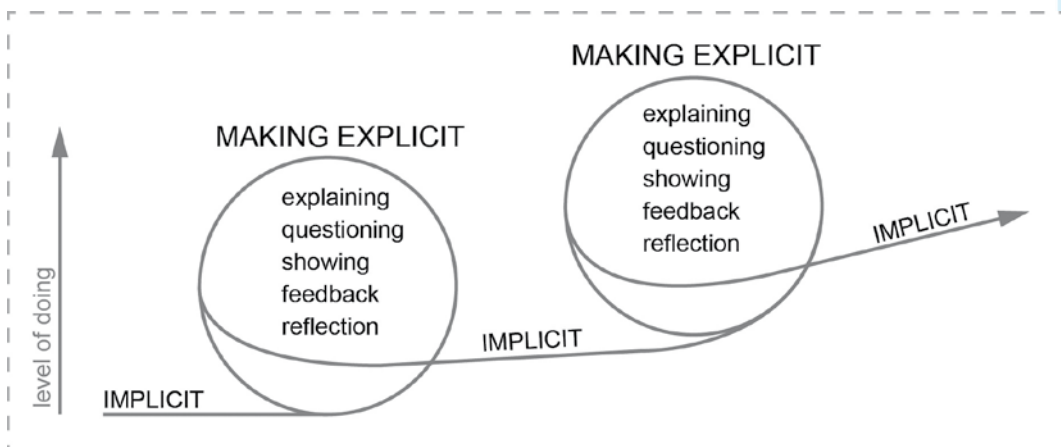 MAKING EXPLICIT
explaining
questioning
showing
feedback
reflection
MAKING EXPLICIT
explaining
questioning
showing
feedback
reflection
IMPLICIT
IMPLICIT
IMPLICIT
level of doing